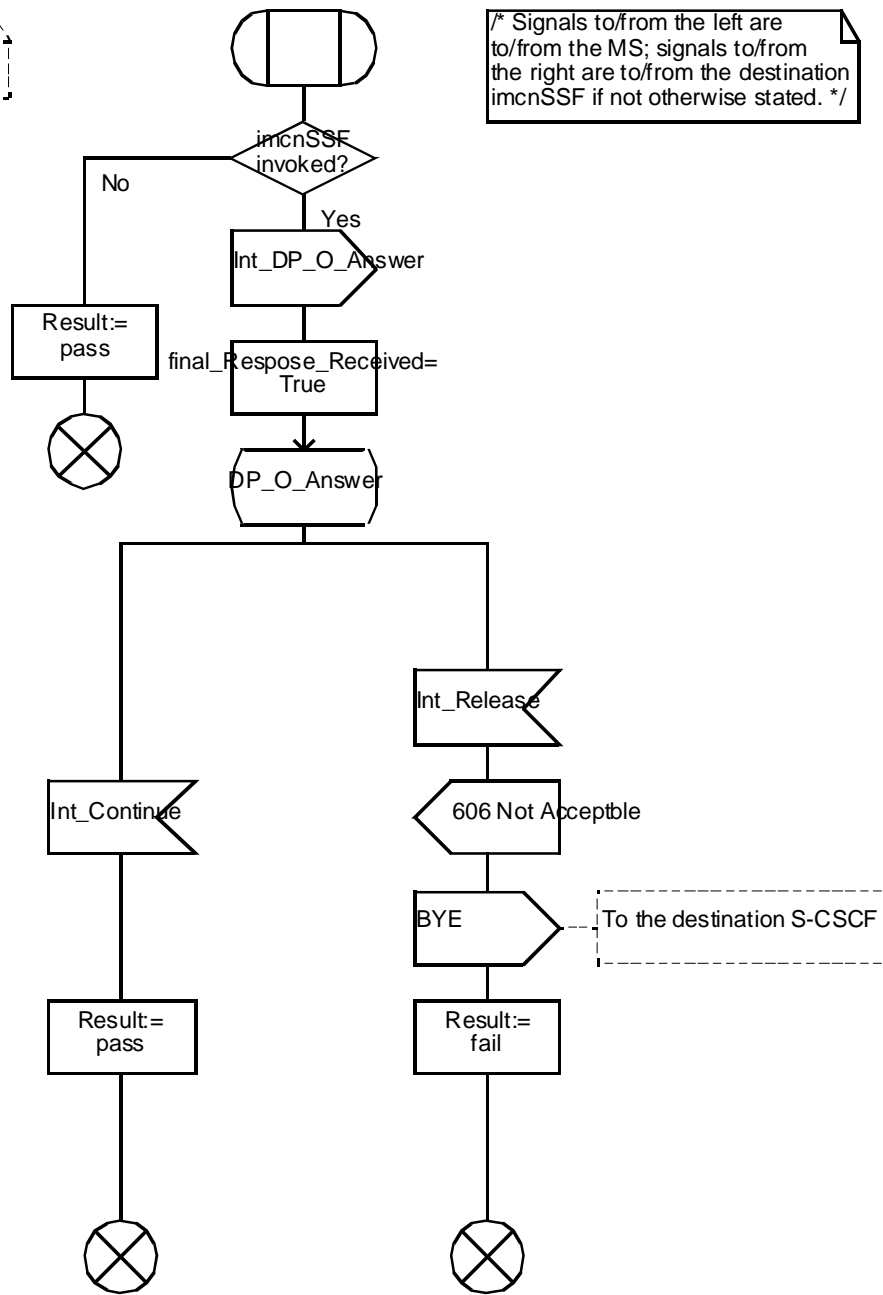 /* Signals to/from the left are
to/from the MS; signals to/from
the right are to/from the destination
imcnSSF if not otherwise stated. */
imcnSSF
invoked?
No
Yes
Int_DP_O_Answer
Result:=
pass
final_Respose_Received=
True
DP_O_Answer
Int_Release
Int_Continue
606 Not Acceptble
BYE
To the destination S-CSCF
Result:=
pass
Result:=
fail